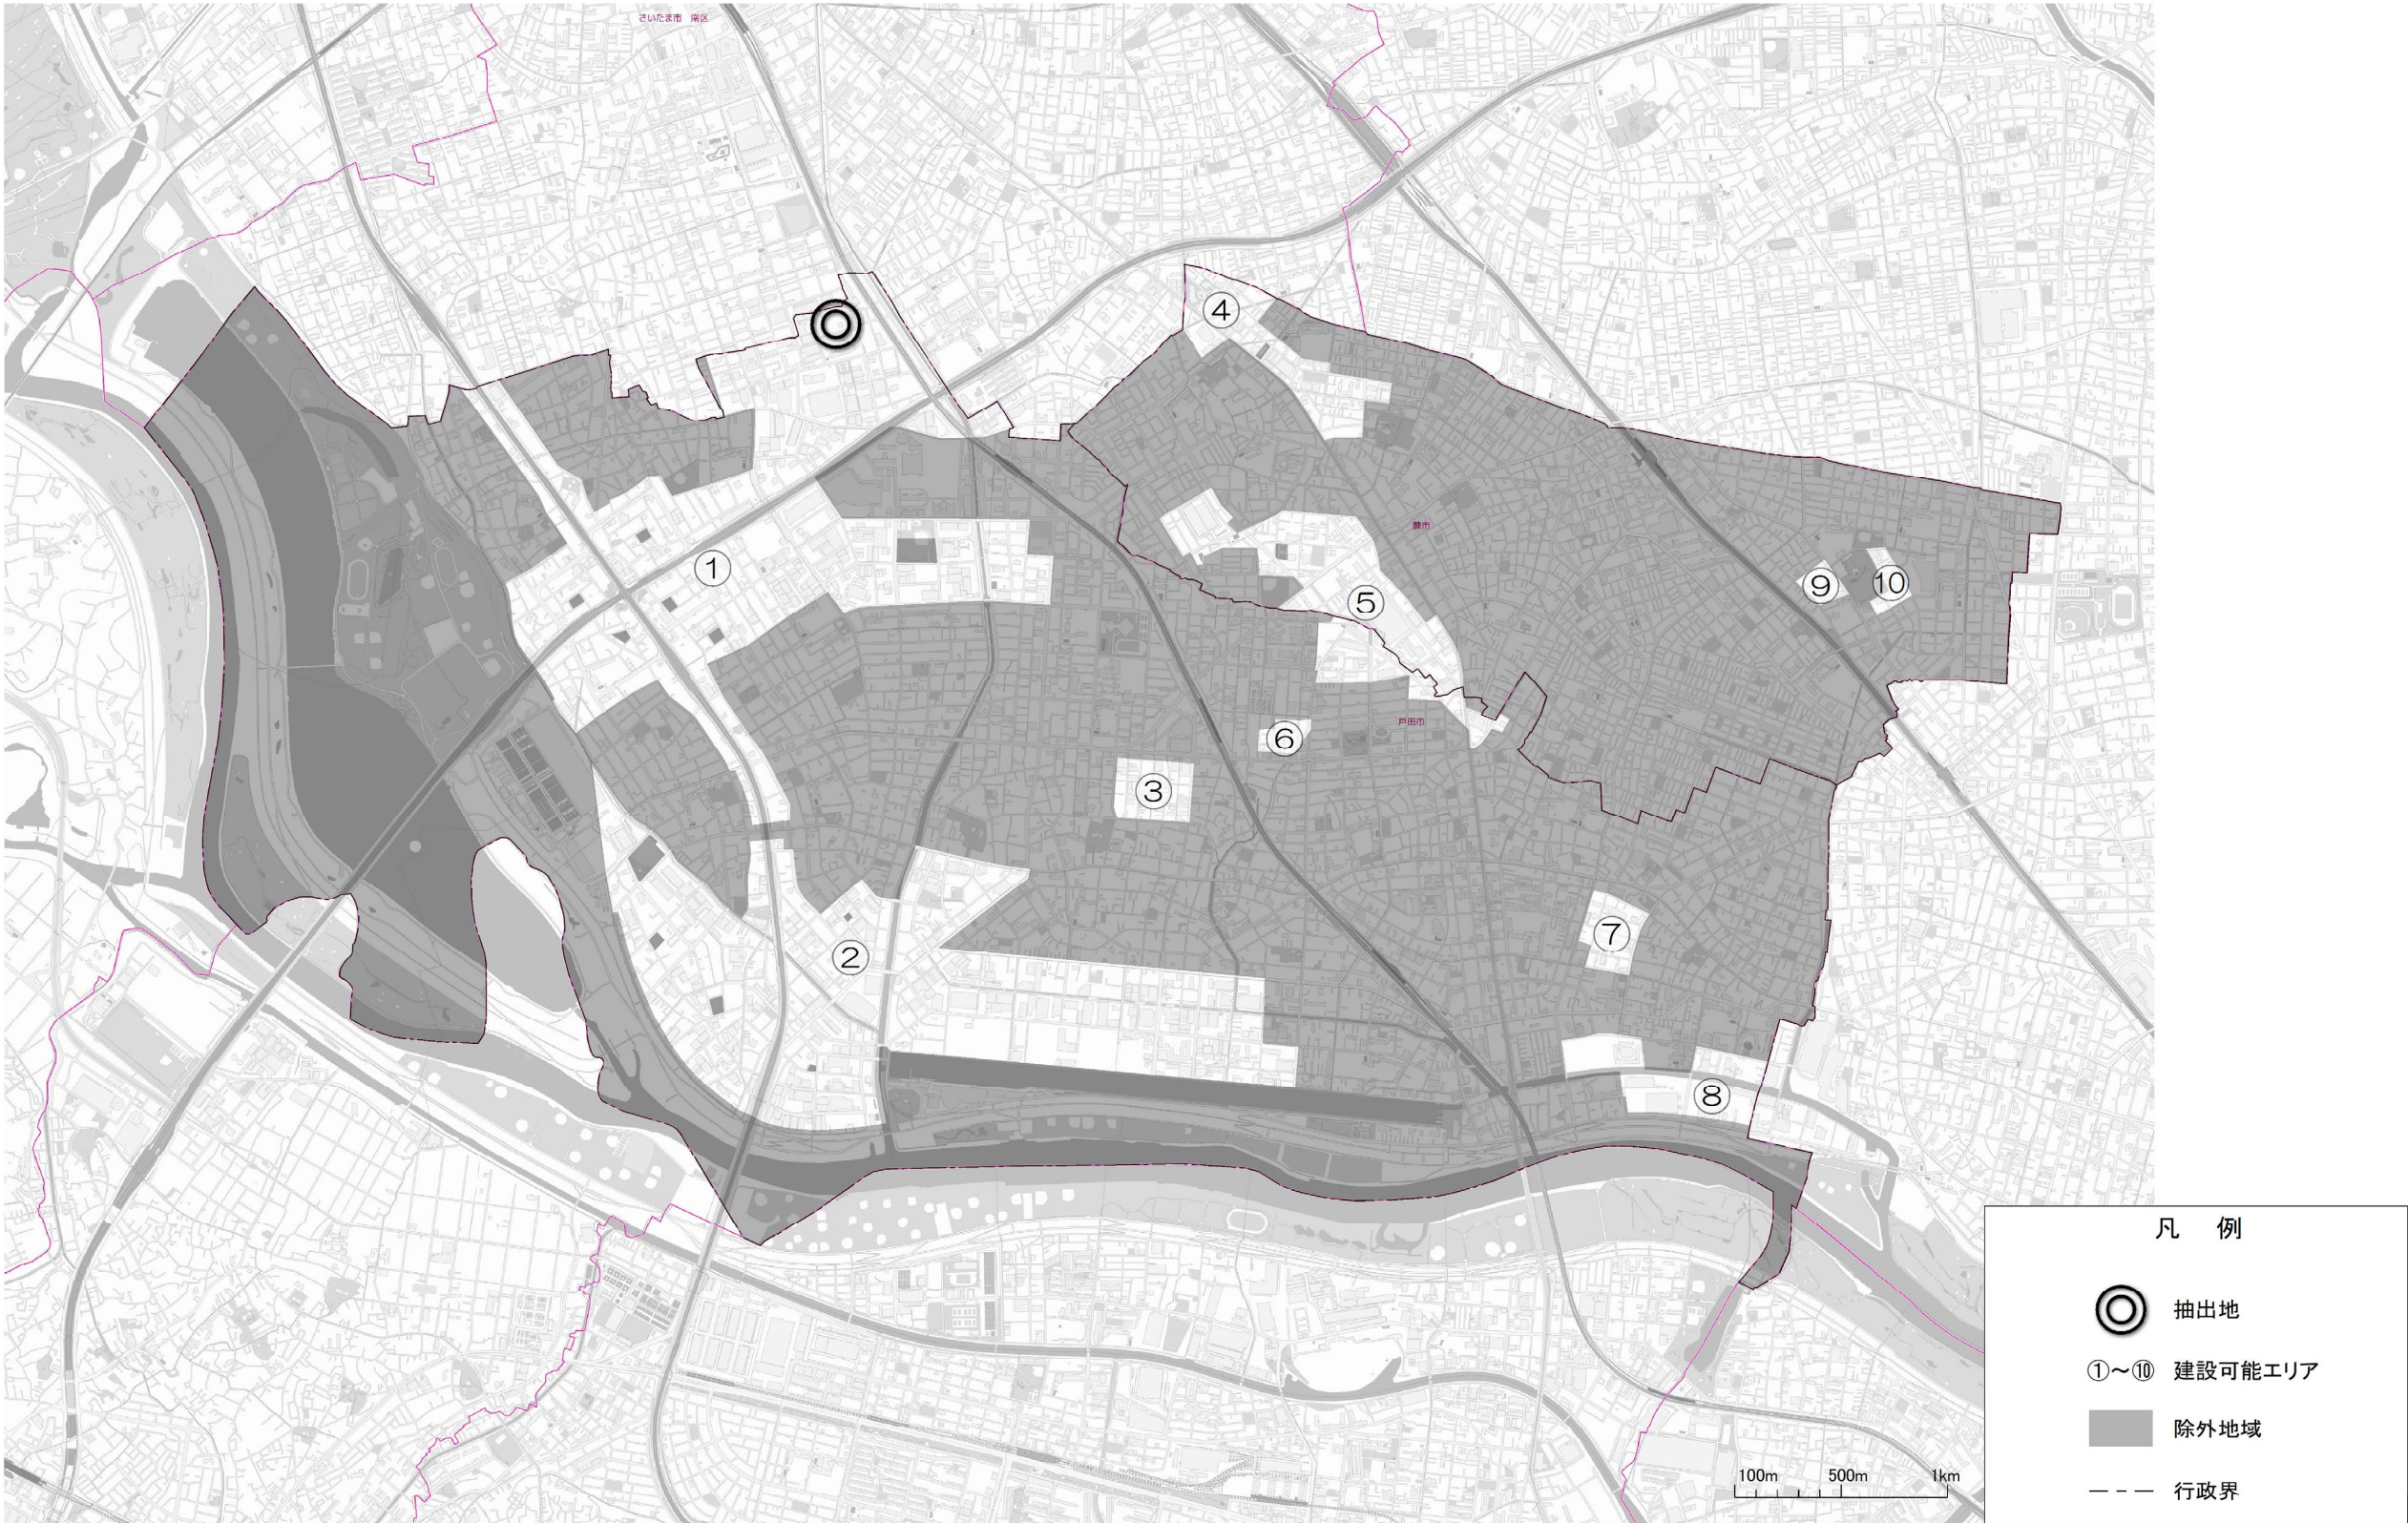 さいたま市 南区
④
蕨市
①
⑨
⑩
⑤
戸田市
⑥
③
⑦
②
⑧
100m 500m 1km
凡 例
抽出地
①～⑩ 建設可能エリア
除外地域
行政界